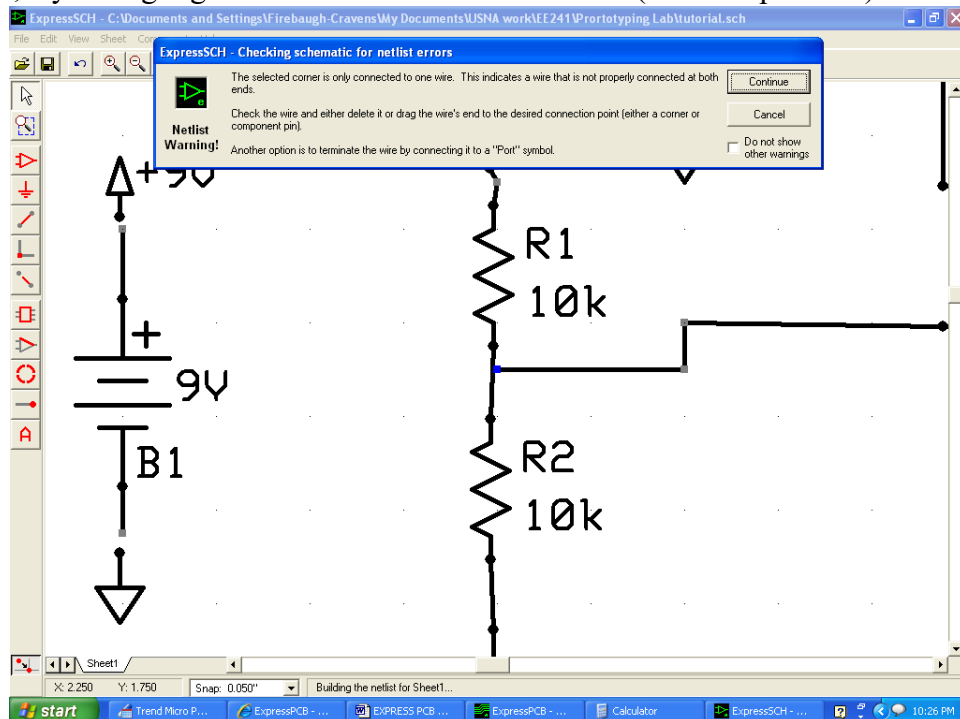 ExpressSCH - C:\Documents and Settings\Firebaugh-Cravens\My Documents\USNA work\EE241\Prortotyping Lab\tutorial.sch
File Edit View Sheet
ExpressSCH - Checking schematic for netlist errors
The selected corner is only connected to one wire. This indicates a wire that is not properly connected at both
ends.
Check the wire and either delete it or drag the wire's end to the desired connection point (either a corner or
component pin).
Another option is to terminate the wire by connecting it to a "Port" symbol.
Netlist
Warning!
Continue
Cancel
Do not show
other warnings
+9V
R1
10k
+
9V
B1
R2
10k
A
Sheet1
X: 2.250 Y: 1.750 Snap: 0.050" Building the netlist for Sheet1...
start Trend Micro P... ExpressPCB - ... EXPRESS PCB ... ExpressPCB - ... Calculator ExpressSCH - ... 10:26 PM